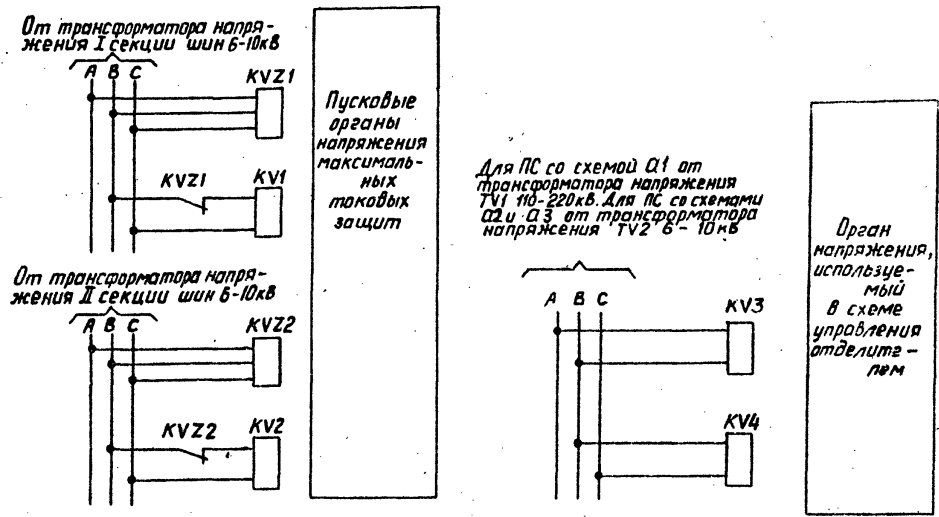 От трансформатора напря-
жения I секции шин 6-10кВ
A B C
KVZ1
KVZ1 KV1
От трансформатора напря-
жения II секции шин 6-10кВ
A B C
KVZ2
KVZ2 KV2
Пусковые
органы
напряжения
максималь-
ных
токовых
защит
Для ПС со схемой Q1 от
трансформатора напряжения
TV1 110-220кВ. Для ПС со схемами
Q2 и Q3 от трансформатора
напряжения TV2 6-10кВ
A B C
KV3
KV4
Орган
напряжения,
используе-
мый
в схеме
управления
отделите-
лем